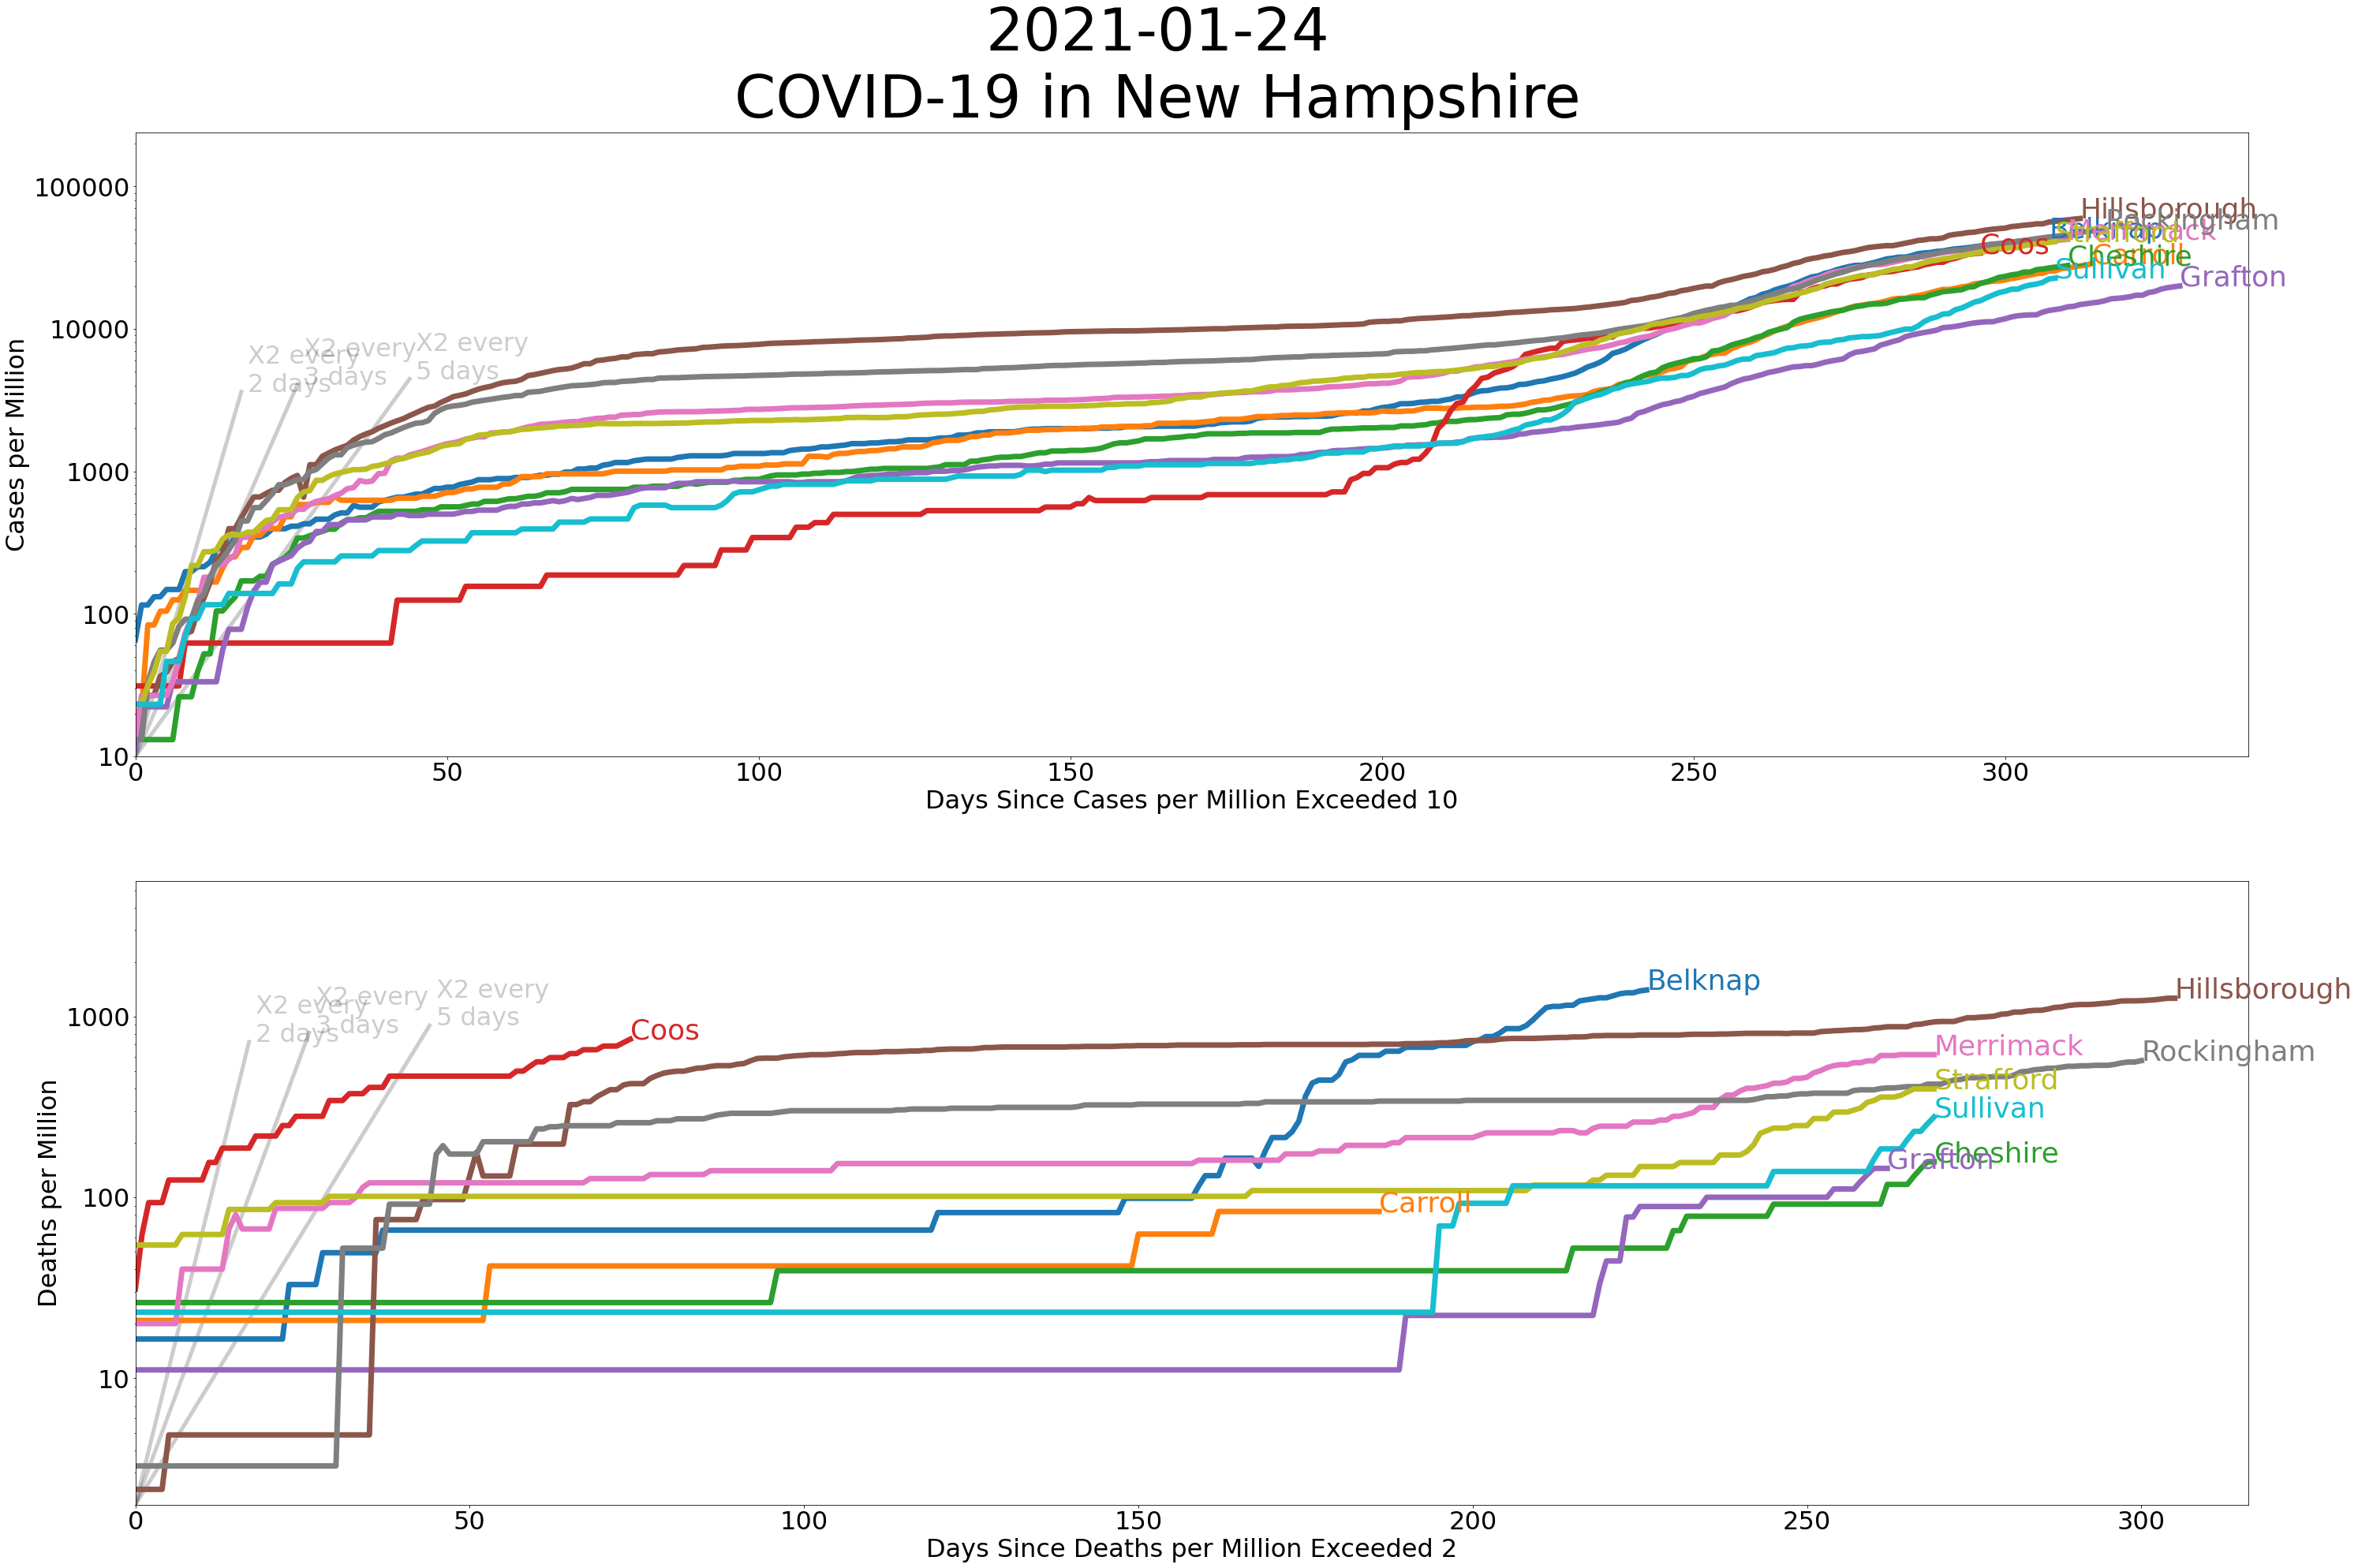 2021-01-24
COVID-19 in New Hampshire
100000
10000
1000
100
10
Cases per Million
X2 every
2 days
X2 every
3 days
X2 every
5 days
Hillsborough
Rockingham
Belknap
Merrimack
Strafford
Coos
Carroll
Cheshire
Sullivan
Grafton
0 50 100 150 200 250 300
Days Since Cases per Million Exceeded 10
1000
100
10
Deaths per Million
X2 every
2 days
X2 every
3 days
X2 every
5 days
Belknap
Hillsborough
Coos
Merrimack
Rockingham
Strafford
Sullivan
Cheshire
Grafton
Carroll
0 50 100 150 200 250 300
Days Since Deaths per Million Exceeded 2